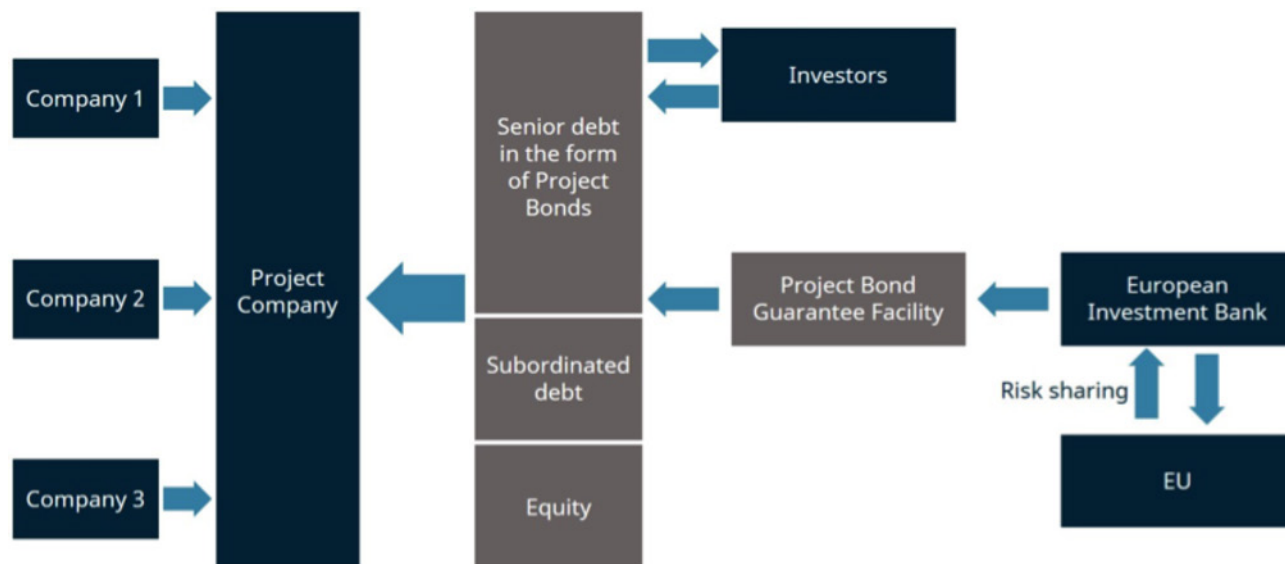 Company 1
Company 2
Company 3
Project
Company
Senior debt
in the form
of Project
Bonds
Subordinated
debt
Equity
Investors
Project Bond
Guarantee Facility
European
Investment Bank
Risk sharing
EU